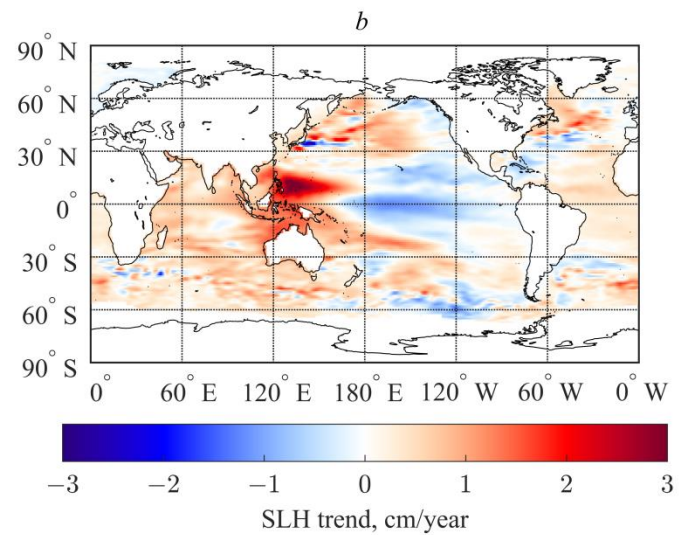 b
90° N
60° N
30° N
0°
30° S
60° S
90° S
0° 60° E 120° E 180° E 120° W 60° W 0° W
−3 −2 −1 0 1 2 3
SLH trend, cm/year